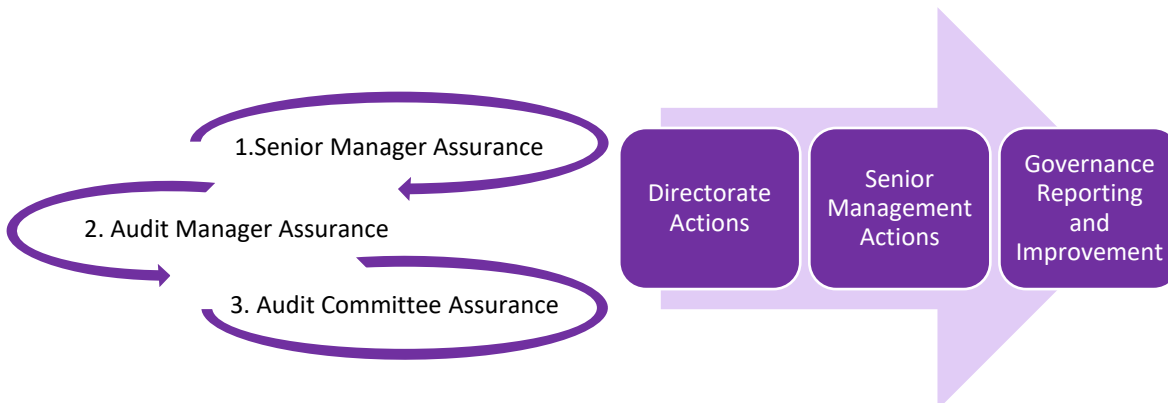 1.Senior Manager Assurance
2. Audit Manager Assurance
3. Audit Committee Assurance
Directorate
Actions
Senior
Management
Actions
Governance
Reporting
and
Improvement